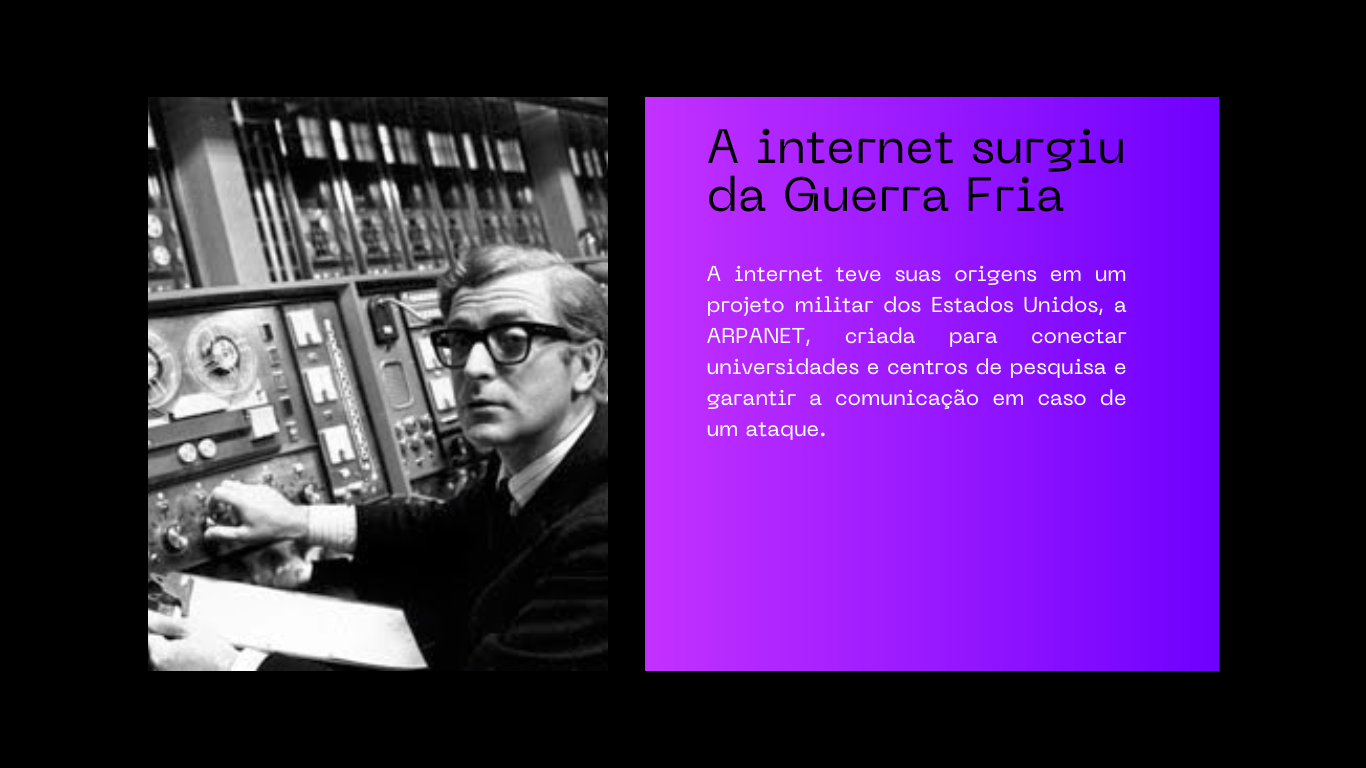 A internet surgiu
da Guerra Fria
A internet teve suas origens em um
projeto militar dos Estados Unidos, a
ARPANET, criada para conectar
universidades e centros de pesquisa e
garantir a comunicação em caso de
um ataque.